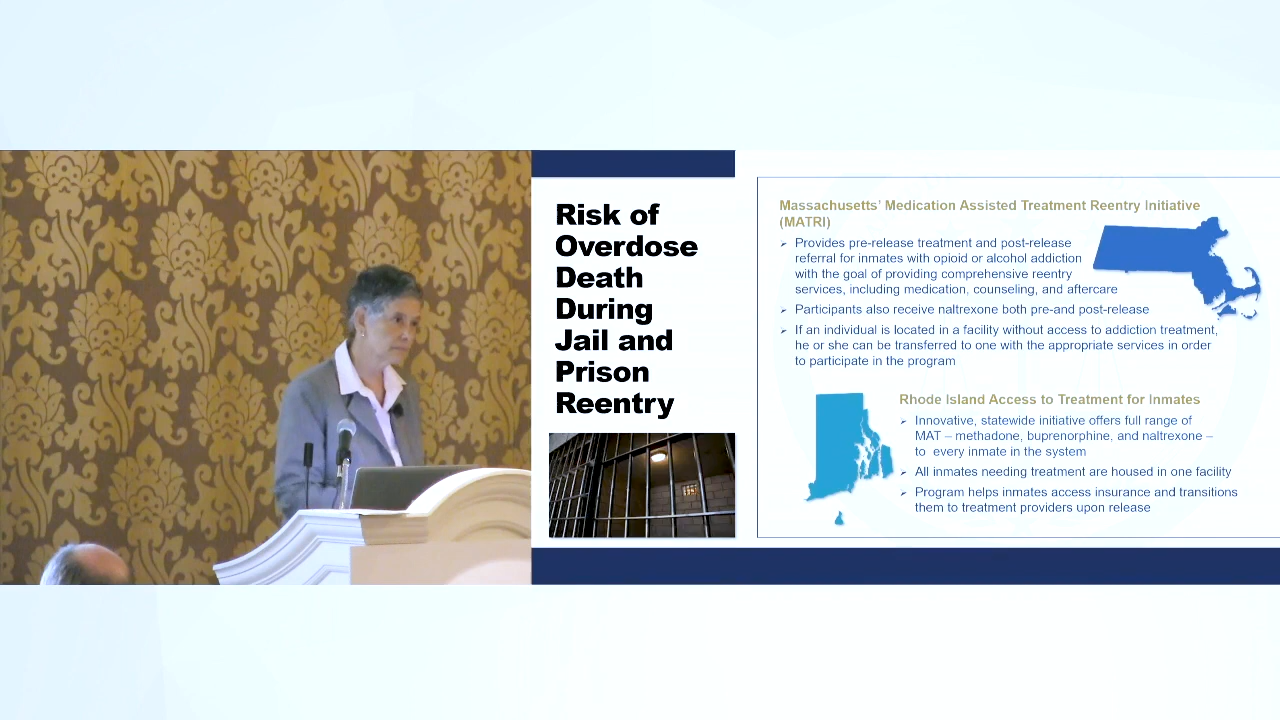 Risk of
Overdose
Death
During
Jail and
Prison
Reentry
Massachusetts’ Medication Assisted Treatment Reentry Initiative
(MATRI)
➢ Provides pre-release treatment and post-release
referral for inmates with opioid or alcohol addiction
with the goal of providing comprehensive reentry
services, including medication, counseling, and aftercare
➢ Participants also receive naltrexone both pre-and post-release
➢ If an individual is located in a facility without access to addiction treatment,
he or she can be transferred to one with the appropriate services in order
to participate in the program
Rhode Island Access to Treatment for Inmates
➢ Innovative, statewide initiative offers full range of
MAT – methadone, buprenorphine, and naltrexone –
to every inmate in the system
➢ All inmates needing treatment are housed in one facility
➢ Program helps inmates access insurance and transitions
them to treatment providers upon release